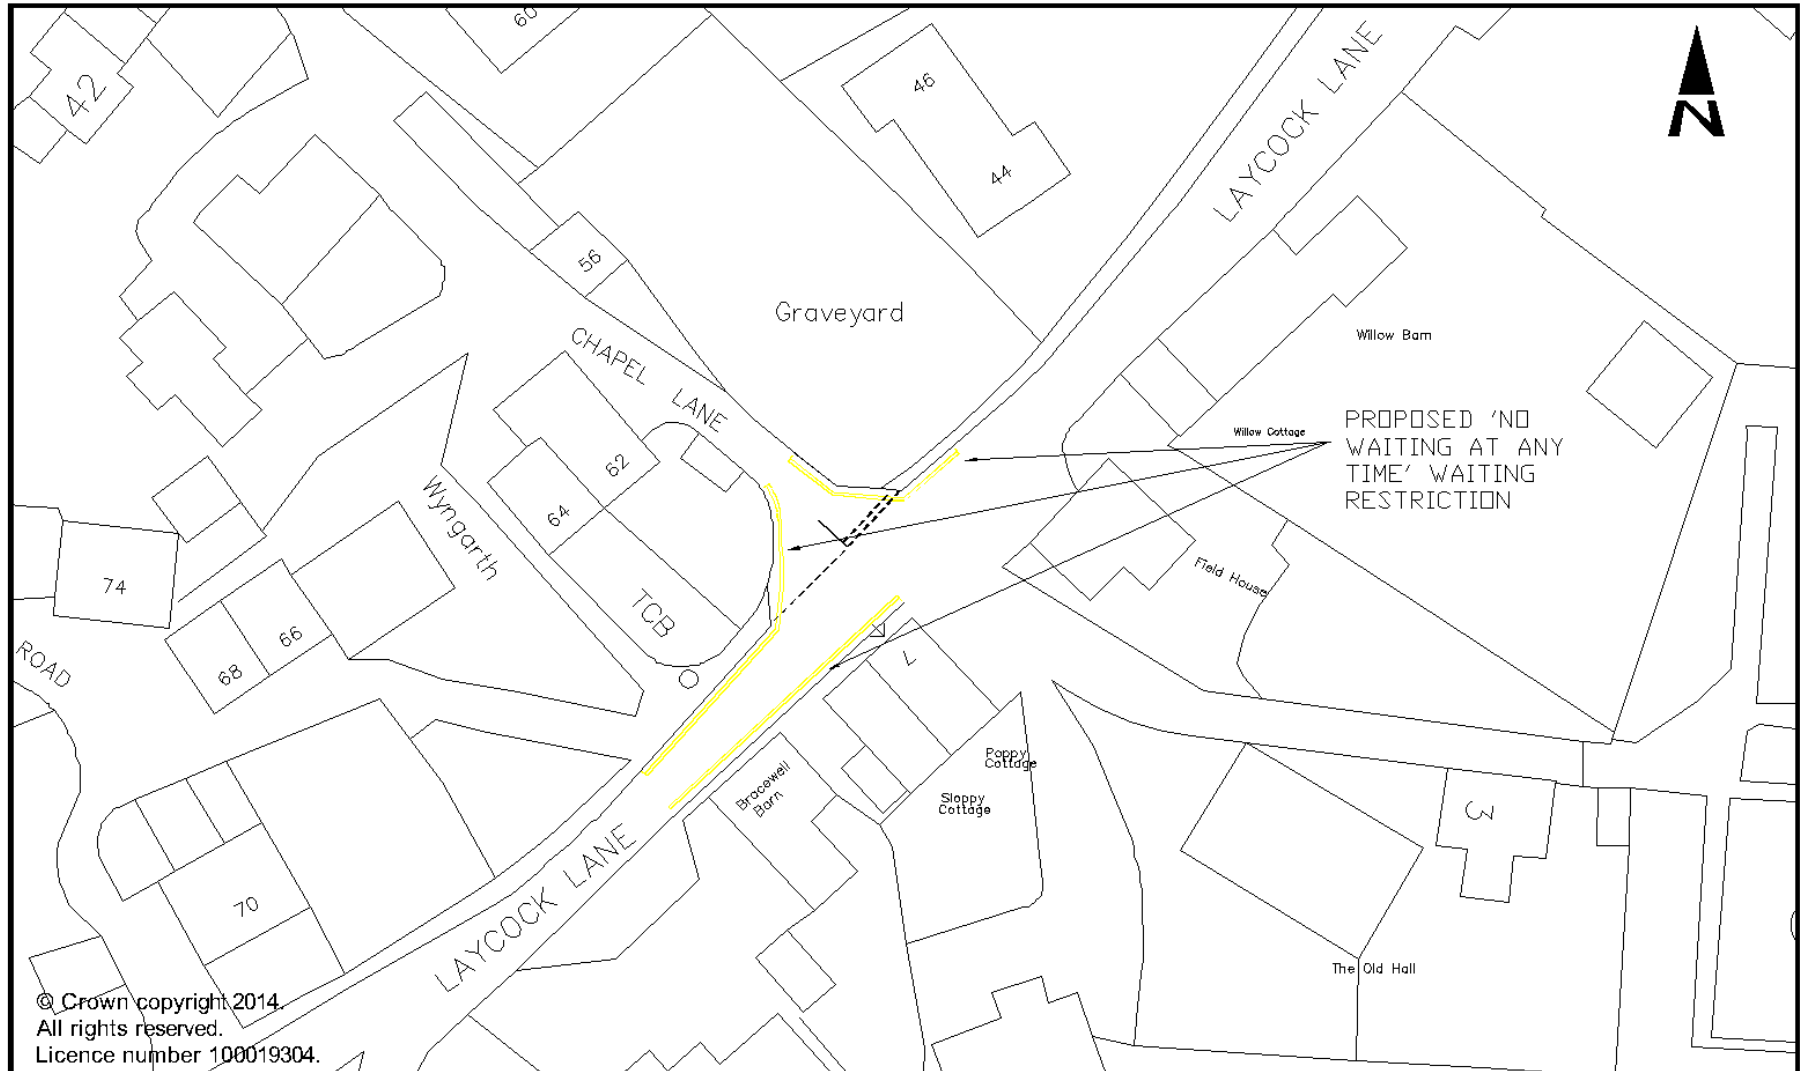 60
42
46
44
LAYCOCK LANE
N
56
Graveyard
CHAPEL LANE
Willow Barn
PROPOSED 'NO
WAITING AT ANY
TIME' WAITING
RESTRICTION
Willow Cottage
62
64
Wyngarth
TCB
Field House
74
66
68
ROAD
7
Poppy
Cottage
Sloppy
Cottage
Bracewell
Barn
3
70
LAYCOCK LANE
The Old Hall
© Crown copyright 2014.
All rights reserved.
Licence number 100019304.